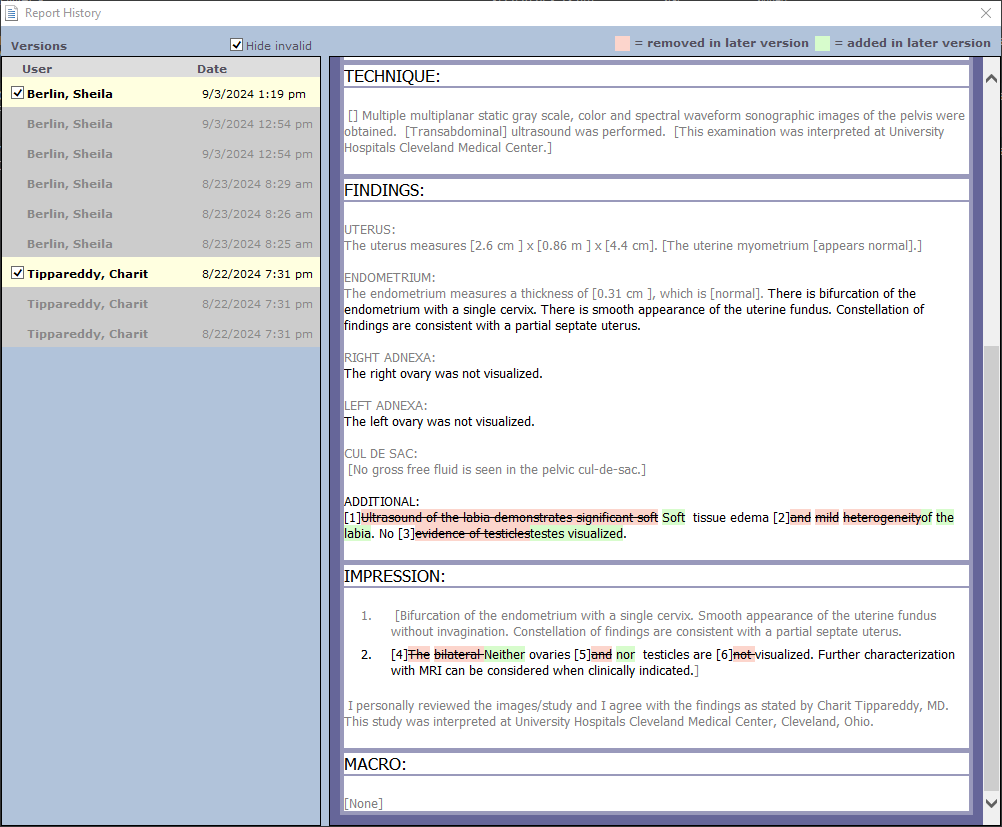 Report History
Versions
Hide invalid
= removed in later version = added in later version
User Date
Berlin, Sheila 9/3/2024 1:19 pm
Berlin, Sheila 9/3/2024 12:54 pm
Berlin, Sheila 9/3/2024 12:54 pm
Berlin, Sheila 8/23/2024 8:29 am
Berlin, Sheila 8/23/2024 8:26 am
Berlin, Sheila 8/23/2024 8:25 am
Tippareddy, Charit 8/22/2024 7:31 pm
Tippareddy, Charit 8/22/2024 7:31 pm
Tippareddy, Charit 8/22/2024 7:31 pm
TECHNIQUE:
[] Multiple multiplanar static gray scale, color and spectral waveform sonographic images of the pelvis were
obtained. [Transabdominal] ultrasound was performed. [This examination was interpreted at University
Hospitals Cleveland Medical Center.]
FINDINGS:
UTERUS:
The uterus measures [2.6 cm ] x [0.86 m ] x [4.4 cm]. [The uterine myometrium [appears normal].]
ENDOMETRIUM:
The endometrium measures a thickness of [0.31 cm ], which is [normal]. There is bifurcation of the
endometrium with a single cervix. There is smooth appearance of the uterine fundus. Constellation of
findings are consistent with a partial septate uterus.
RIGHT ADNEXA:
The right ovary was not visualized.
LEFT ADNEXA:
The left ovary was not visualized.
CUL DE SAC:
[No gross free fluid is seen in the pelvic cul-de-sac.]
ADDITIONAL:
[1]Ultrasound of the labia demonstrates significant soft Soft tissue edema [2]and mild heterogeneityof the
labia. No [3]evidence of testiclestestes visualized.
IMPRESSION:
1. [Bifurcation of the endometrium with a single cervix. Smooth appearance of the uterine fundus
without invagination. Constellation of findings are consistent with a partial septate uterus.
2. [4]The bilateral Neither ovaries [5]and nor testicles are [6]not visualized. Further characterization
with MRI can be considered when clinically indicated.]
I personally reviewed the images/study and I agree with the findings as stated by Charit Tippareddy, MD.
This study was interpreted at University Hospitals Cleveland Medical Center, Cleveland, Ohio.
MACRO:
[None]